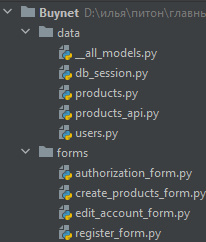 Buynet D:\илья\питон\главны
data
__all_models.py
db_session.py
products.py
products_api.py
users.py
forms
authorization_form.py
create_products_form.py
edit_account_form.py
register_form.py